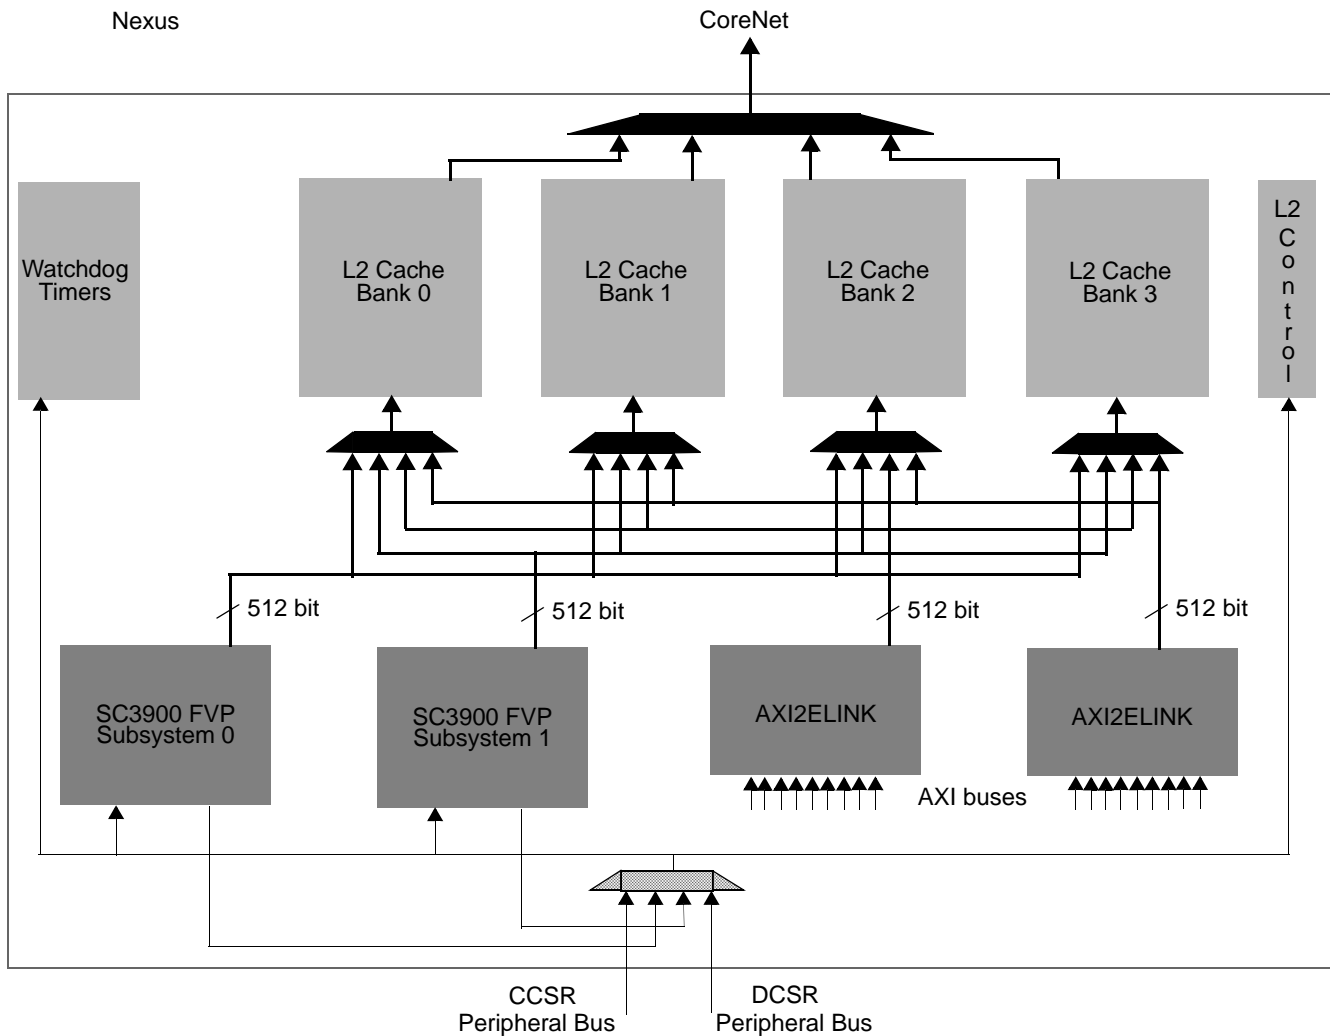 Nexus
CoreNet
Watchdog
Timers
L2 Cache
Bank 0
L2 Cache
Bank 1
L2 Cache
Bank 2
L2 Cache
Bank 3
L2
C
o
n
t
r
o
l
512 bit
512 bit
512 bit
512 bit
SC3900 FVP
Subsystem 0
SC3900 FVP
Subsystem 1
AXI2ELINK
AXI2ELINK
AXI buses
CCSR
Peripheral Bus
DCSR
Peripheral Bus